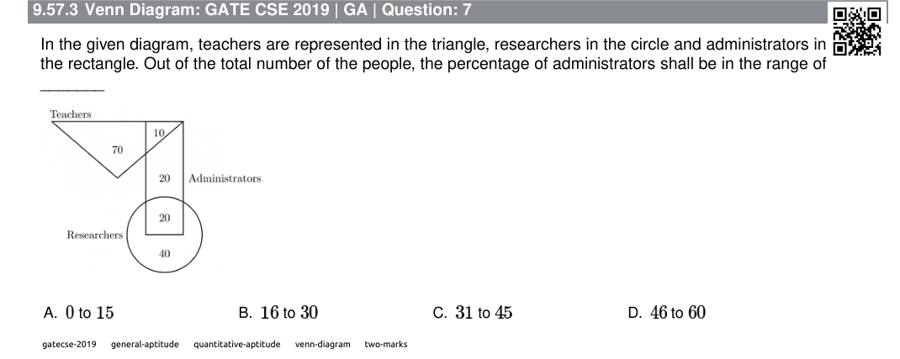 9.57.3 Venn Diagram: GATE CSE 2019 | GA | Question: 7
In the given diagram, teachers are represented in the triangle, researchers in the circle and administrators in
the rectangle. Out of the total number of the people, the percentage of administrators shall be in the range of
________
Teachers
10
70
20 Administrators
20
Researchers
40
A. 0 to 15 B. 16 to 30 C. 31 to 45 D. 46 to 60
gatecse-2019 general-aptitude quantitative-aptitude venn-diagram two-marks